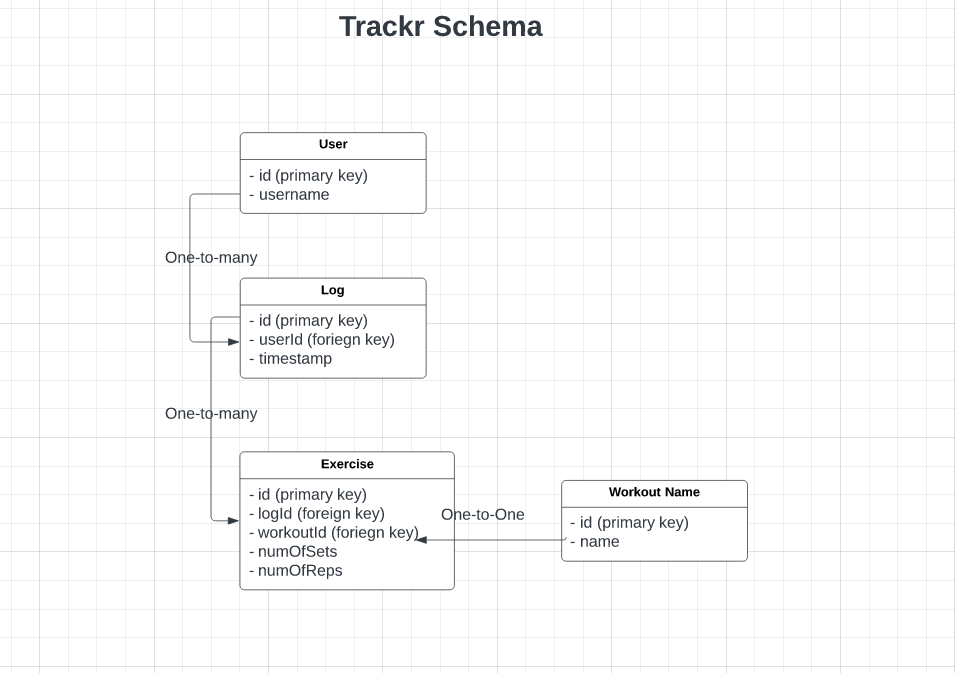 Trackr Schema
User
- id (primary key)
- username
One-to-many
Log
- id (primary key)
- userId (foriegn key)
- timestamp
One-to-many
Exercise
- id (primary key)
- logId (foreign key)
- workoutId (foriegn key)
- numOfSets
- numOfReps
One-to-One
Workout Name
- id (primary key)
- name